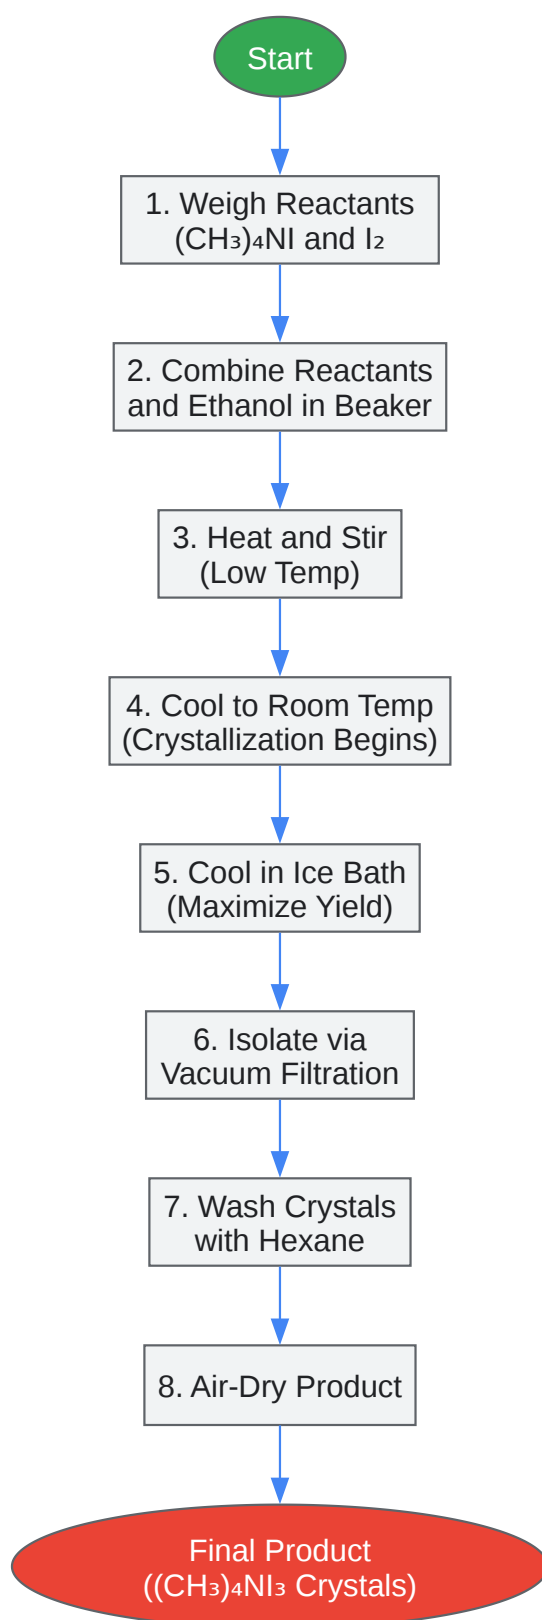 Start
1. Weigh Reactants
(CH₃)₄NI and I₂
2. Combine Reactants
and Ethanol in Beaker
3. Heat and Stir
(Low Temp)
4. Cool to Room Temp
(Crystallization Begins)
5. Cool in Ice Bath
(Maximize Yield)
6. Isolate via
Vacuum Filtration
7. Wash Crystals
with Hexane
8. Air-Dry Product
Final Product
((CH₃)₄NI₃ Crystals)